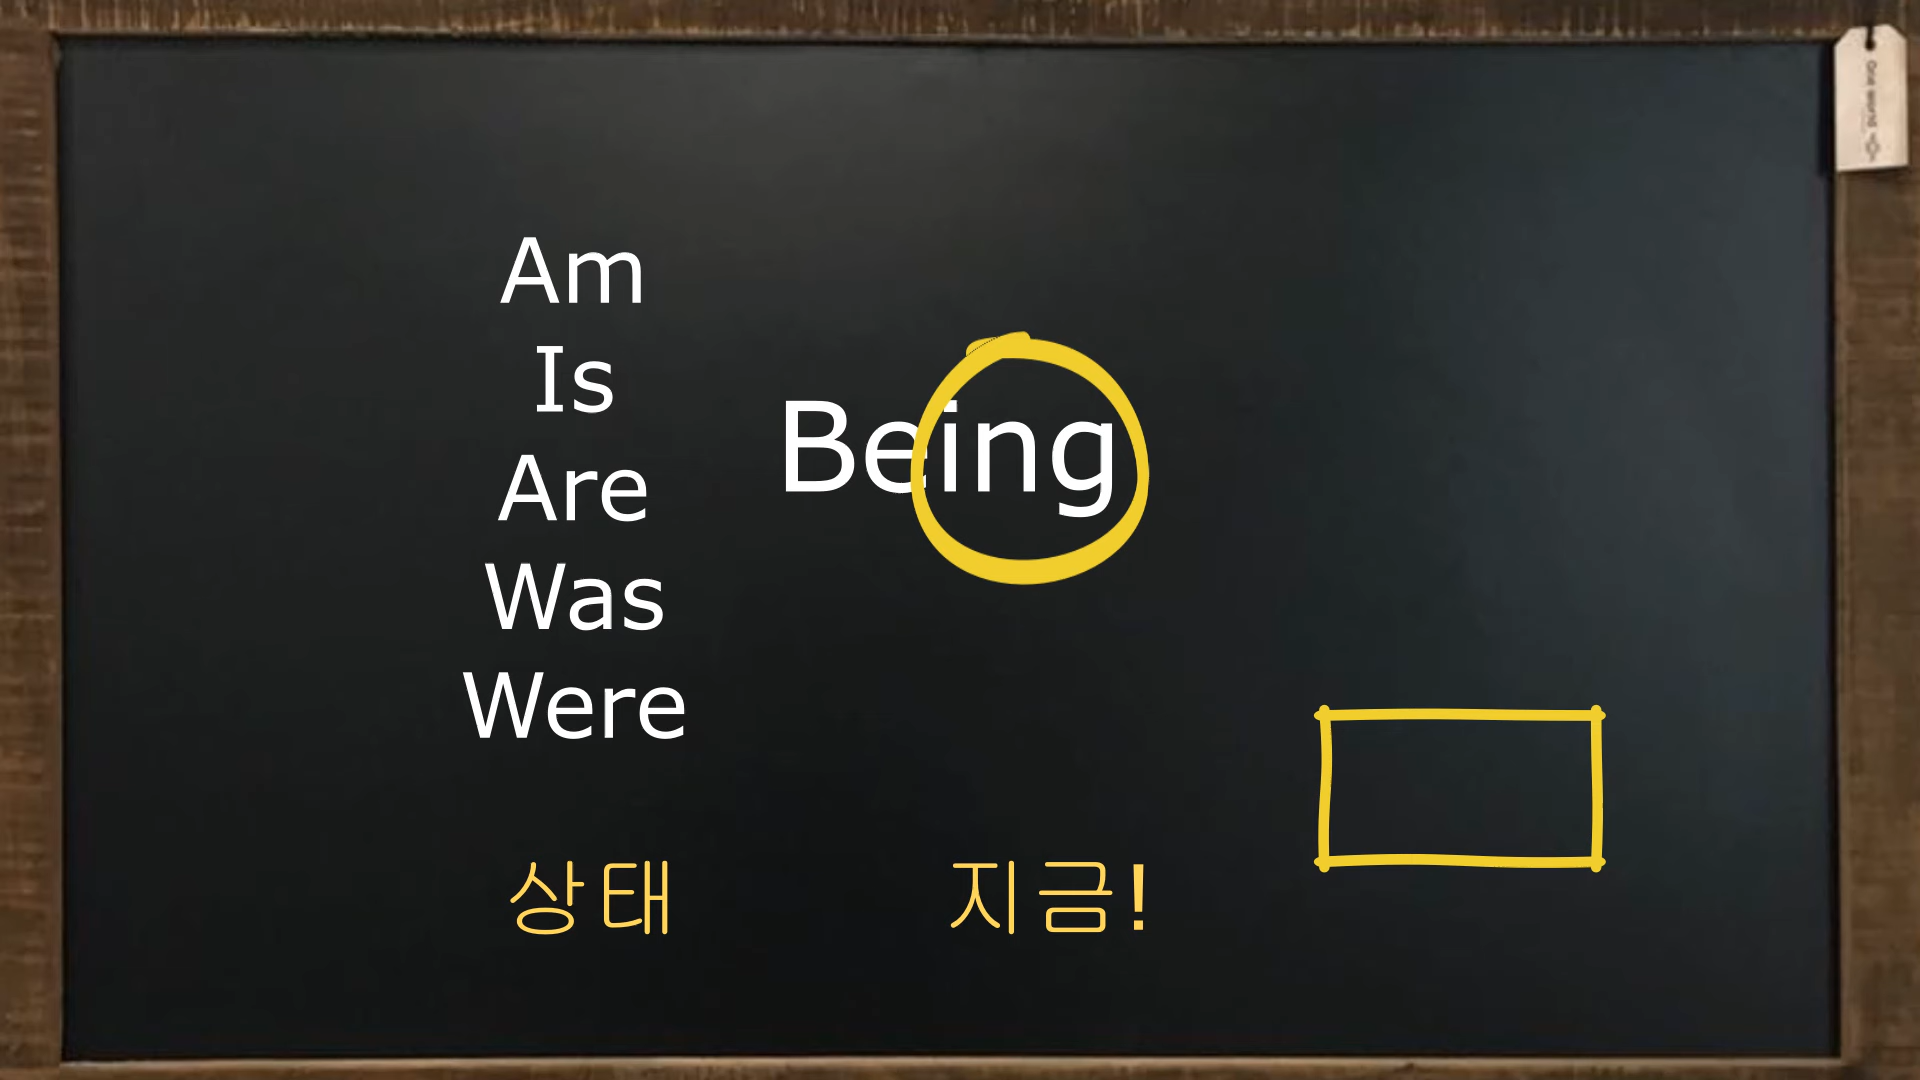 Am
Is
Are
Was
Were
Being
상태
지금!